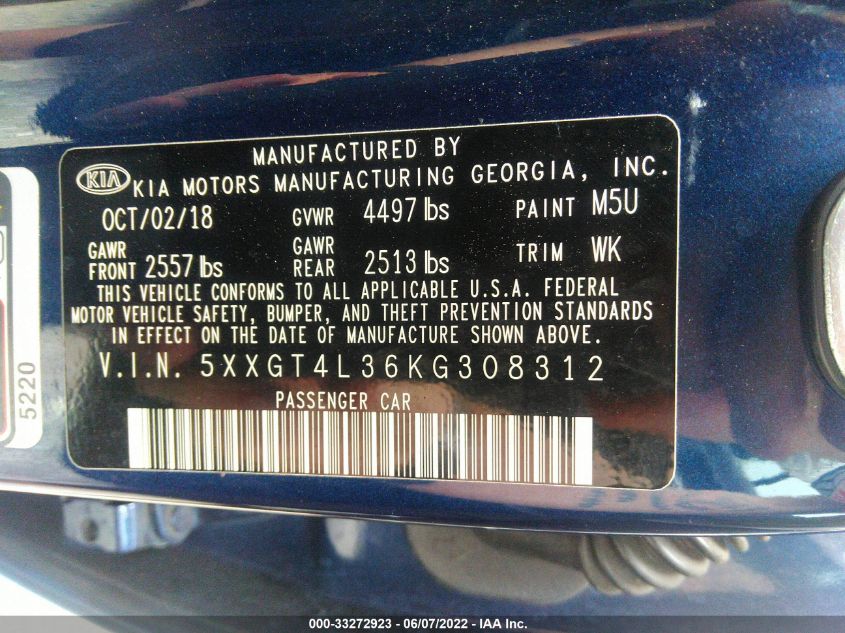 MANUFACTURED BY
KIA KIA MOTORS MANUFACTURING GEORGIA, INC.
OCT/02/18 GVWR 4497 lbs PAINT M5U
GAWR FRONT 2557 lbs GAWR REAR 2513 lbs TRIM WK
THIS VEHICLE CONFORMS TO ALL APPLICABLE U.S.A. FEDERAL
MOTOR VEHICLE SAFETY, BUMPER, AND THEFT PREVENTION STANDARDS
IN EFFECT ON THE DATE OF MANUFACTURE SHOWN ABOVE.
V.I.N. 5XXGT4L36KG308312
PASSENGER CAR
5220
000-33272923 - 06/07/2022 - IAA Inc.